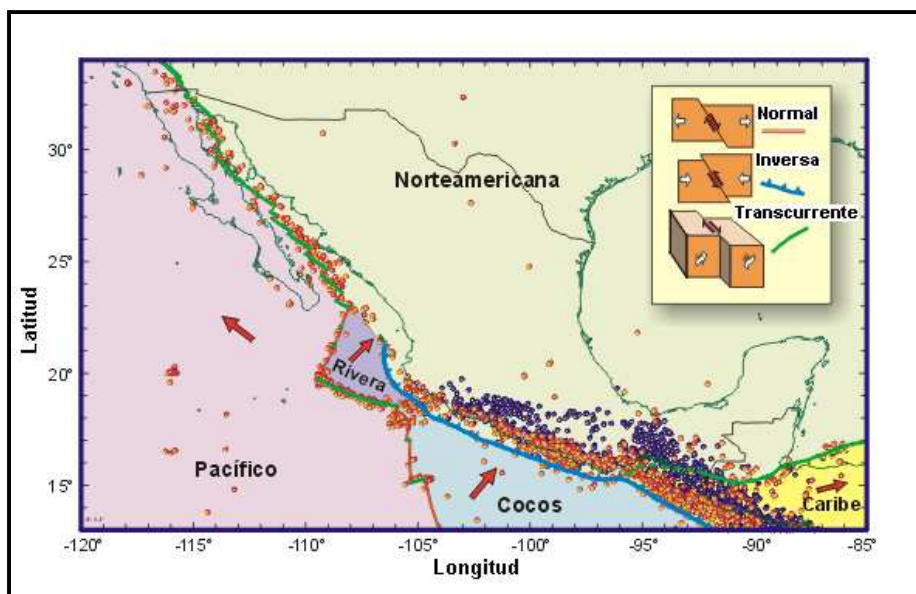 Normal
Inversa
Transcurrente
Norteamericana
Rivera
Pacífico
Cocos
Caribe
Latitud
30°
25°
20°
15°
-120°
-115°
-110°
-105°
-100°
-95°
-90°
-85°
Longitud